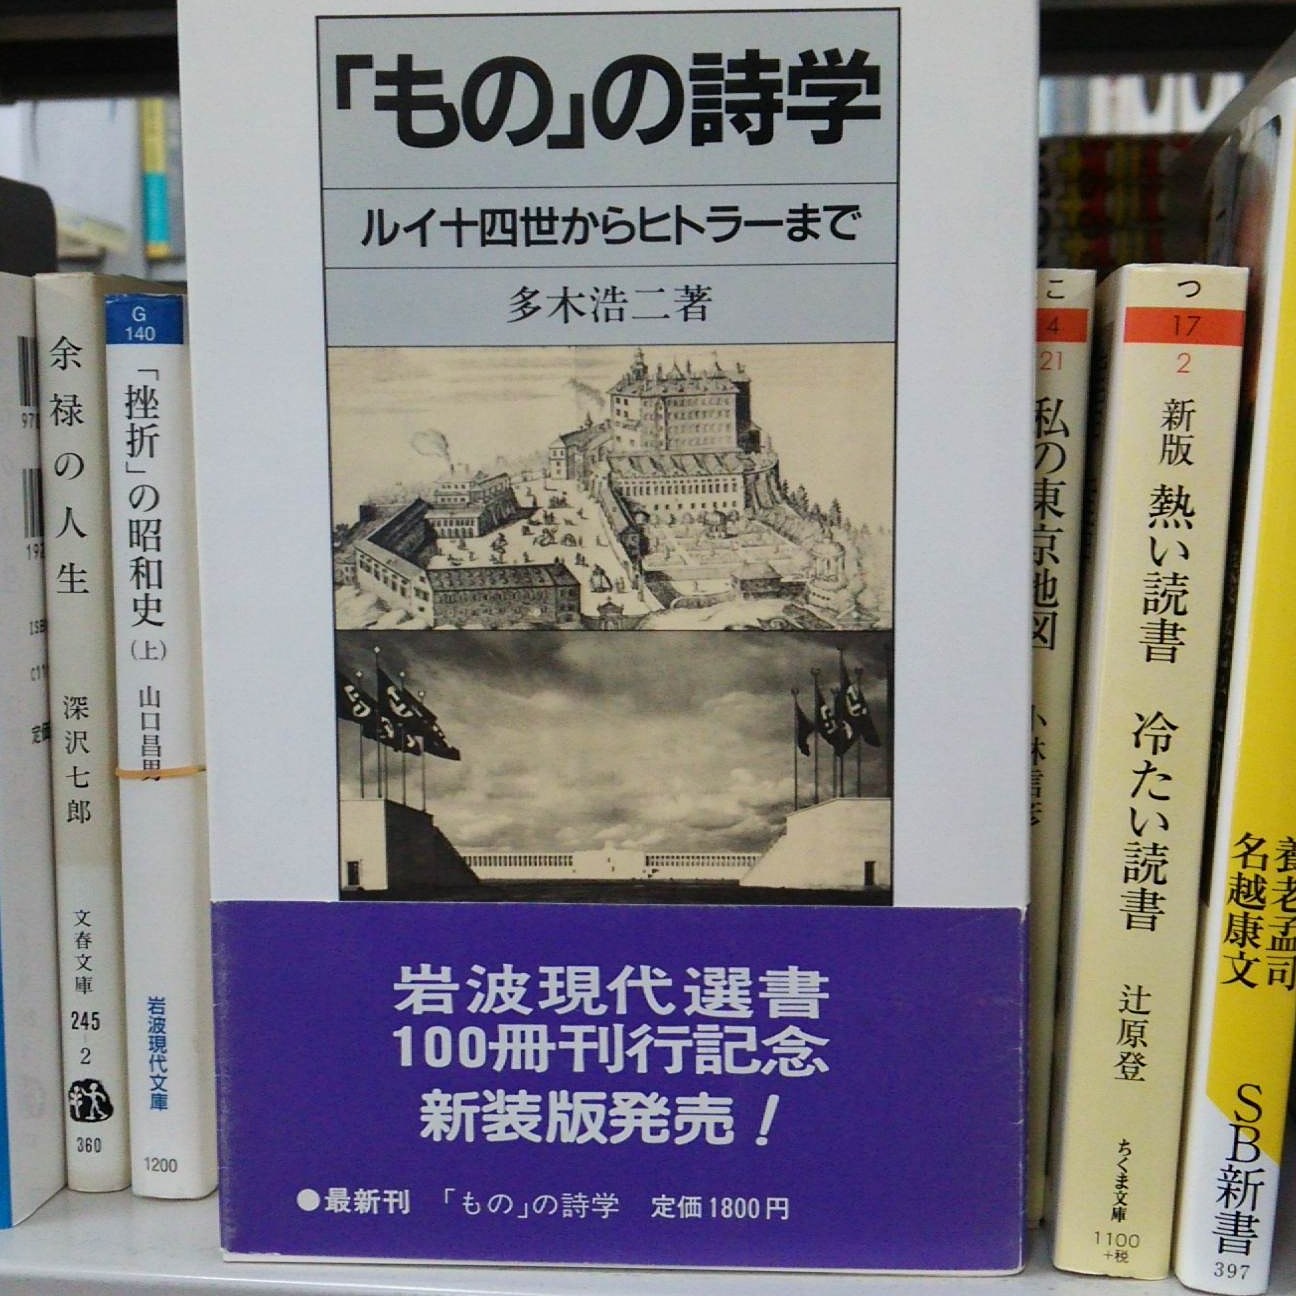 「もの」の詩学
ルイ十四世からヒトラーまで
多木浩二著
岩波現代選書
100冊刊行記念
新装版発売！
●最新刊 「もの」の詩学 定価1800円
余禄の人生
深沢七郎
文春文庫
245
2
360
G
140
「挫折」の昭和史
(上)
山口昌男
岩波現代文庫
1200
こ
4
21
私の東京地図
小林信彦
つ
17
2
新版 熱い読書 冷たい読書
辻原登
ちくま文庫
1100
+税
養老孟司
名越康文
SB新書
397